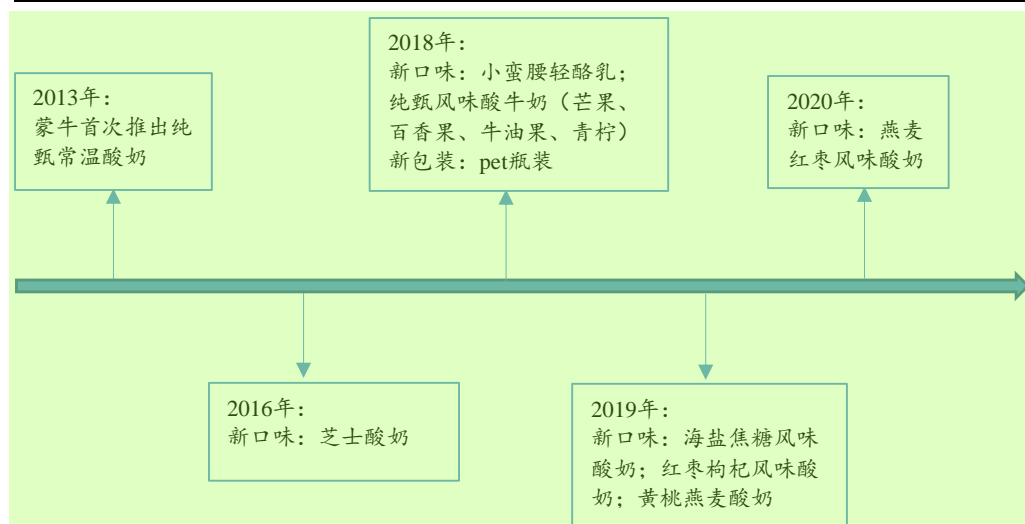 2013年：
蒙牛首次推出纯
甄常温酸奶
2016年：
新口味：芝士酸奶
2018年：
新口味：小蛮腰轻酪乳；
纯甄风味酸牛奶（芒果、
百香果、牛油果、青柠）
新包装：pet瓶装
2019年：
新口味：海盐焦糖风味
酸奶；红枣枸杞风味酸
奶；黄桃燕麦酸奶
2020年：
新口味：燕麦
红枣风味酸奶